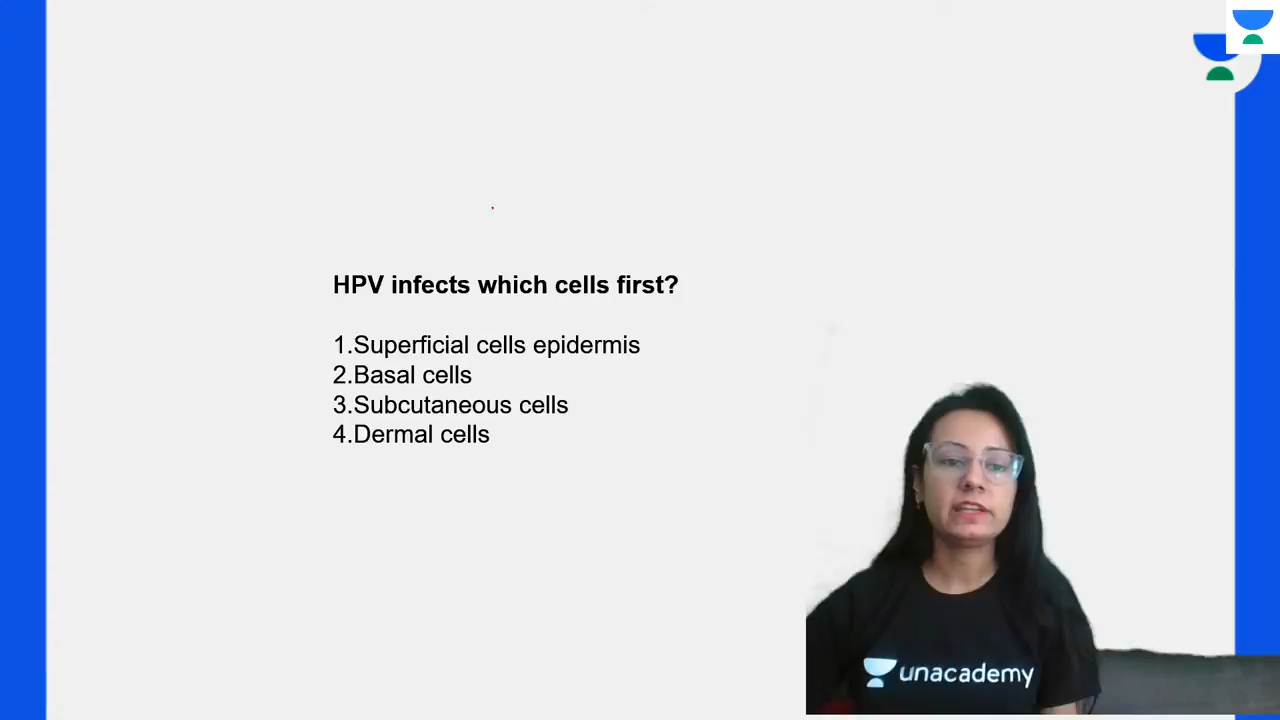 HPV infects which cells first?
1.Superficial cells epidermis
2.Basal cells
3.Subcutaneous cells
4.Dermal cells
unacademy